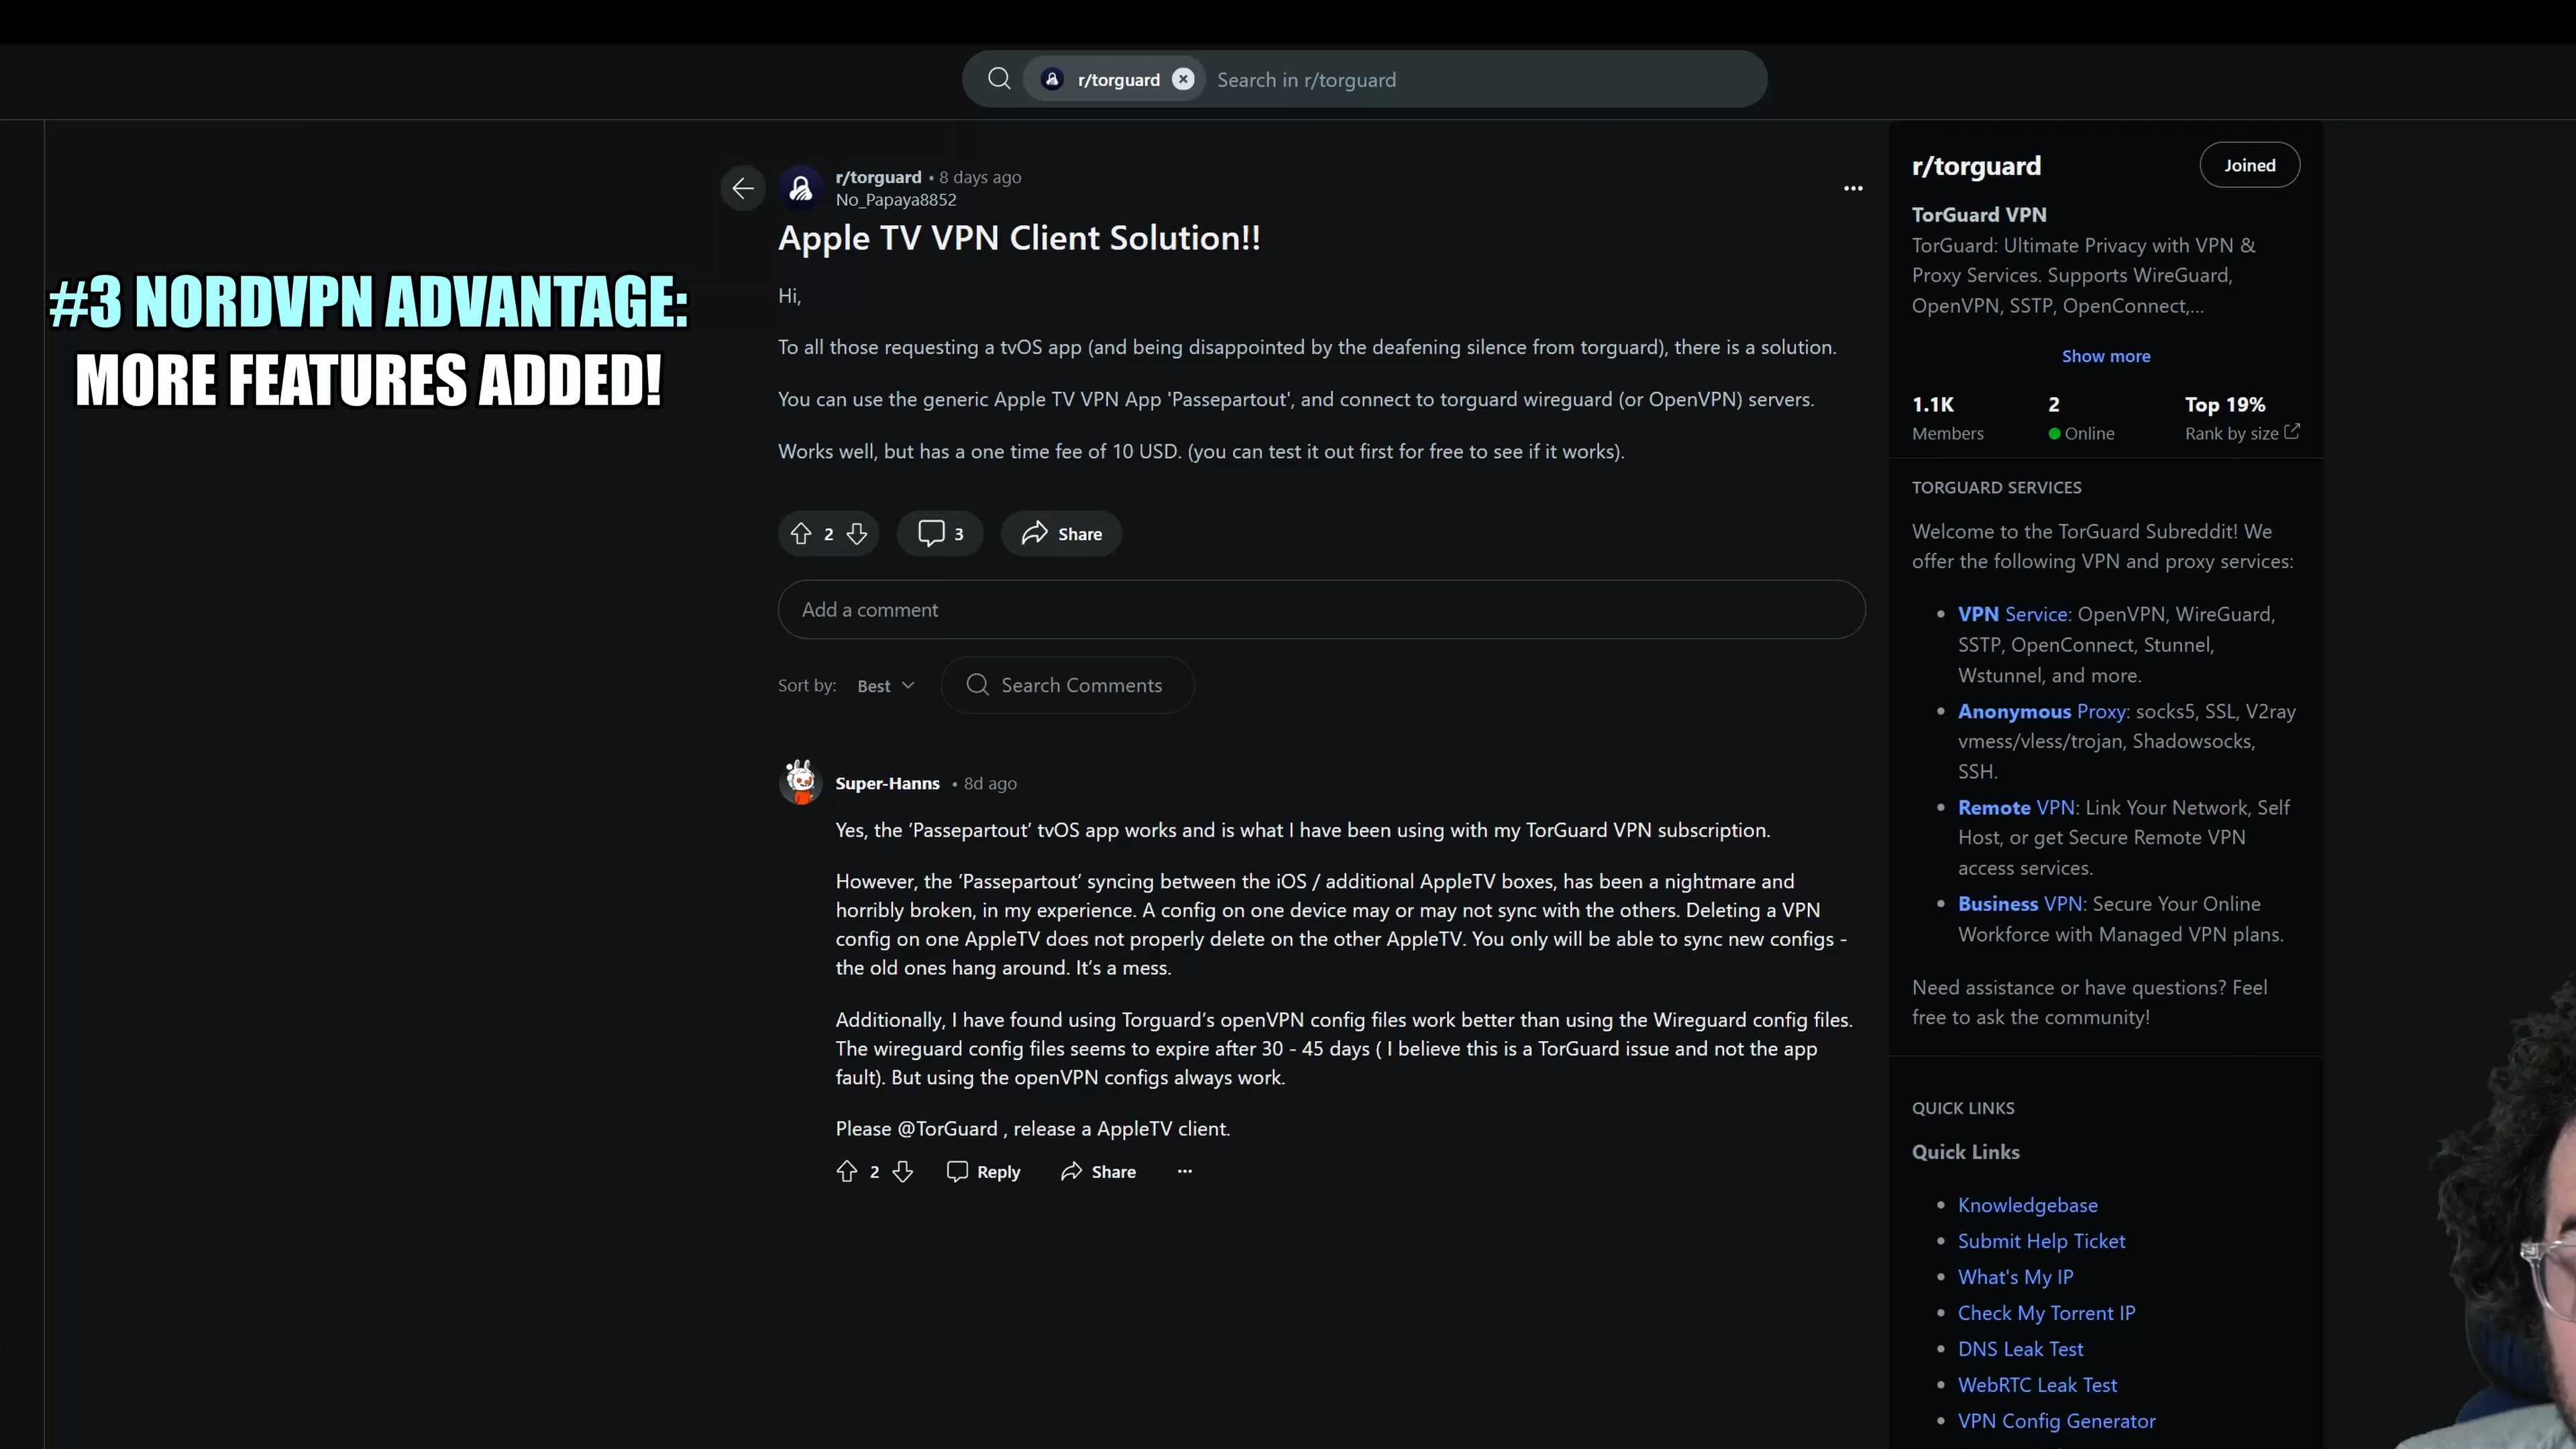 r/torguard
Search in r/torguard
#3 NORDVPN ADVANTAGE:
MORE FEATURES ADDED!
r/torguard • 8 days ago
No_Papaya8852
Apple TV VPN Client Solution!!
Hi,
To all those requesting a tvOS app (and being disappointed by the deafening silence from torguard), there is a solution.
You can use the generic Apple TV VPN App 'Passepartout', and connect to torguard wireguard (or OpenVPN) servers.
Works well, but has a one time fee of 10 USD. (you can test it out first for free to see if it works).
2
3
Share
Add a comment
Sort by: Best
Search Comments
Super-Hanns • 8d ago
Yes, the ‘Passepartout’ tvOS app works and is what I have been using with my TorGuard VPN subscription.
However, the ‘Passepartout’ syncing between the iOS / additional AppleTV boxes, has been a nightmare and
horribly broken, in my experience. A config on one device may or may not sync with the others. Deleting a VPN
config on one AppleTV does not properly delete on the other AppleTV. You only will be able to sync new configs -
the old ones hang around. It’s a mess.
Additionally, I have found using Torguard’s openVPN config files work better than using the Wireguard config files.
The wireguard config files seems to expire after 30 - 45 days ( I believe this is a TorGuard issue and not the app
fault). But using the openVPN configs always work.
Please @TorGuard , release a AppleTV client.
2
Reply
Share
r/torguard
Joined
TorGuard VPN
TorGuard: Ultimate Privacy with VPN &
Proxy Services. Supports WireGuard,
OpenVPN, SSTP, OpenConnect,...
Show more
1.1K 2 Top 19%
Members Online Rank by size
TORGUARD SERVICES
Welcome to the TorGuard Subreddit! We
offer the following VPN and proxy services:
• VPN Service: OpenVPN, WireGuard,
SSTP, OpenConnect, Stunnel,
Wstunnel, and more.
• Anonymous Proxy: socks5, SSL, V2ray
vmess/vless/trojan, Shadowsocks,
SSH.
• Remote VPN: Link Your Network, Self
Host, or get Secure Remote VPN
access services.
• Business VPN: Secure Your Online
Workforce with Managed VPN plans.
Need assistance or have questions? Feel
free to ask the community!
QUICK LINKS
Quick Links
• Knowledgebase
• Submit Help Ticket
• What's My IP
• Check My Torrent IP
• DNS Leak Test
• WebRTC Leak Test
• VPN Config Generator